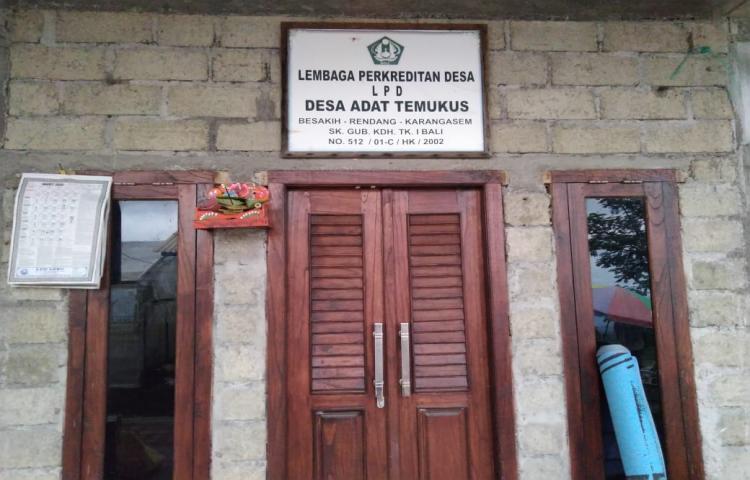 LEMBAGA PERKREDITAN DESA
L P D
DESA ADAT TEMUKUS
BESAKIH - RENDANG - KARANGASEM
SK. GUB. KDH. TK. I BALI
NO. 512 / 01-C / HK / 2002